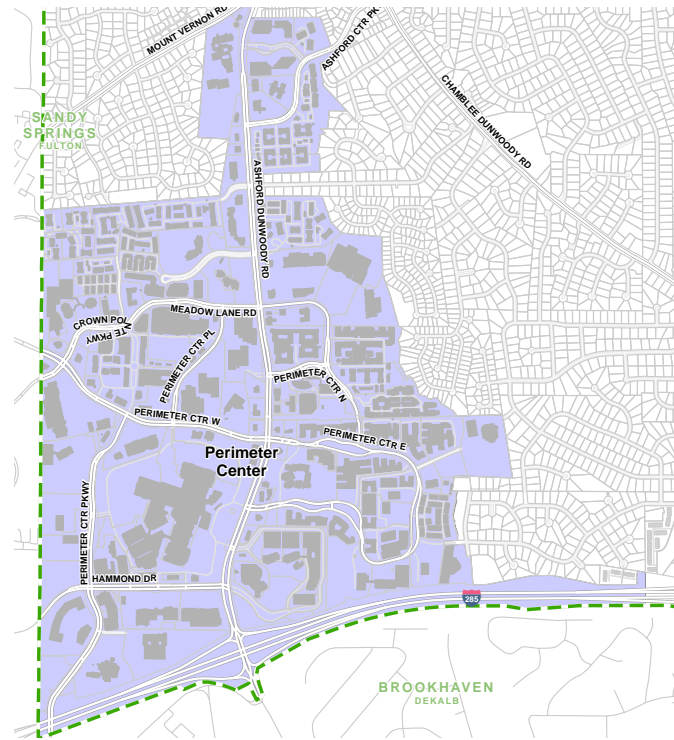 MOUNT VERNON RD
ASHFORD CTR PK
CHAMBLEE DUNWOODY RD
SANDY
SPRINGS
FULTON
ASHFORD DUNWOODY RD
MEADOW LANE RD
CROWN POINTE PKWY
PERIMETER CTR PL
PERIMETER CTR N
PERIMETER CTR W
PERIMETER CTR E
Perimeter
Center
PERIMETER CTR PKWY
HAMMOND DR
285
BROOKHAVEN
DEKALB